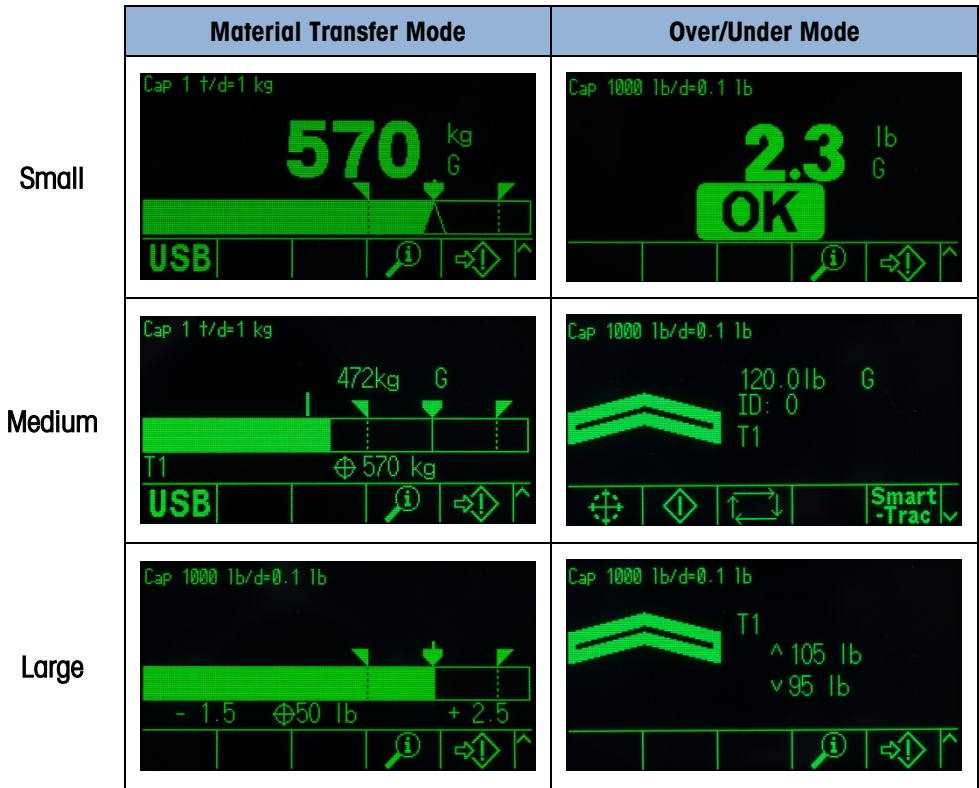 Material Transfer Mode
Over/Under Mode
Small
Cap 1 t/d=1 kg
570 kg
G
USB
Cap 1000 lb/d=0.1 lb
2.3 lb
G
OK
Medium
Cap 1 t/d=1 kg
472kg G
T1 570 kg
USB
Cap 1000 lb/d=0.1 lb
120.0lb G
ID: 0
T1
Smart
-Trac
Large
Cap 1000 lb/d=0.1 lb
- 1.5 50 lb + 2.5
Cap 1000 lb/d=0.1 lb
T1
^ 105 lb
v 95 lb